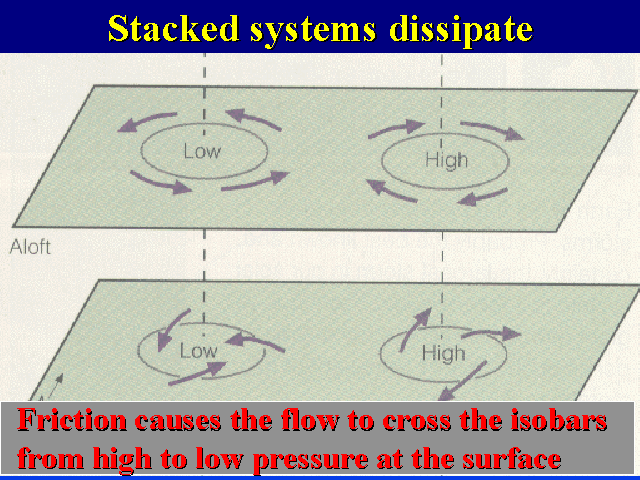 Stacked systems dissipate
Low
High
Aloft
Low
High
Friction causes the flow to cross the isobars
from high to low pressure at the surface